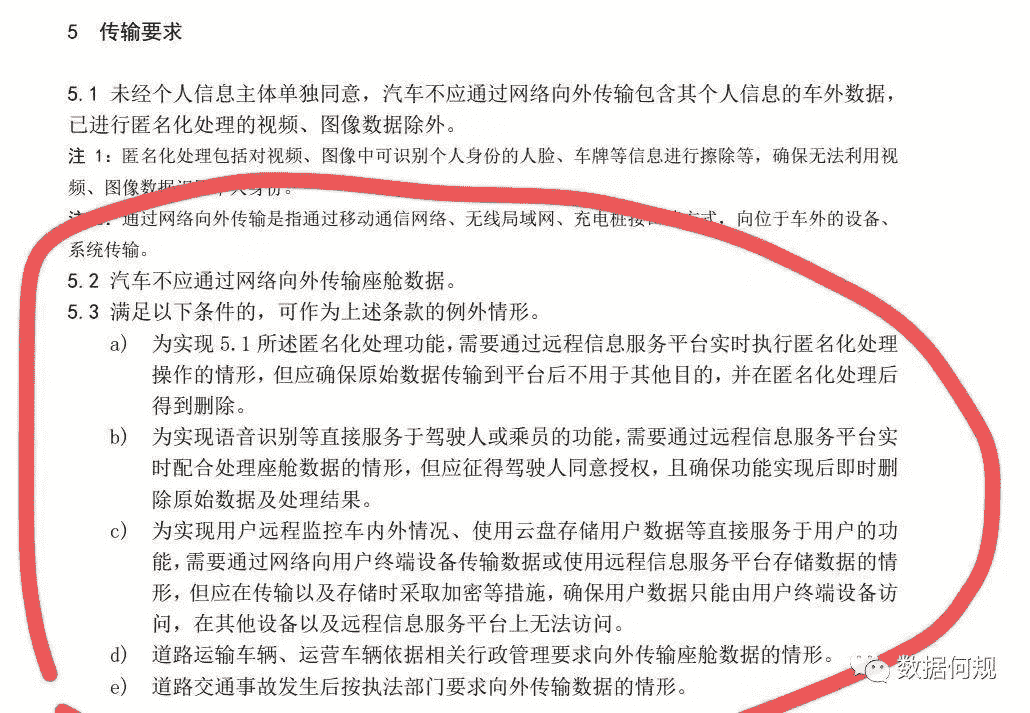 5 传输要求
5.1 未经个人信息主体单独同意，汽车不应通过网络向外传输包含其个人信息的车外数据，
已进行匿名化处理的视频、图像数据除外。
注 1：匿名化处理包括对视频、图像中可识别个人身份的人脸、车牌等信息进行擦除等，确保无法利用视
频、图像数据 人身份。
：通过网络向外传输是指通过移动通信网络、无线局域网、充电桩接 方式，向位于车外的设备、
系统传输。
5.2 汽车不应通过网络向外传输座舱数据。
5.3 满足以下条件的，可作为上述条款的例外情形。
a) 为实现 5.1 所述匿名化处理功能，需要通过远程信息服务平台实时执行匿名化处理
操作的情形，但应确保原始数据传输到平台后不用于其他目的，并在匿名化处理后
得到删除。
b) 为实现语音识别等直接服务于驾驶人或乘员的功能，需要通过远程信息服务平台实
时配合处理座舱数据的情形，但应征得驾驶人同意授权，且确保功能实现后即时删
除原始数据及处理结果。
c) 为实现用户远程监控车内外情况、使用云盘存储用户数据等直接服务于用户的功
能，需要通过网络向用户终端设备传输数据或使用远程信息服务平台存储数据的情
形，但应在传输以及存储时采取加密等措施，确保用户数据只能由用户终端设备访
问，在其他设备以及远程信息服务平台上无法访问。
d) 道路运输车辆、运营车辆依据相关行政管理要求向外传输座舱数据的情形。
e) 道路交通事故发生后按执法部门要求向外传输数据的情形。
数据何规